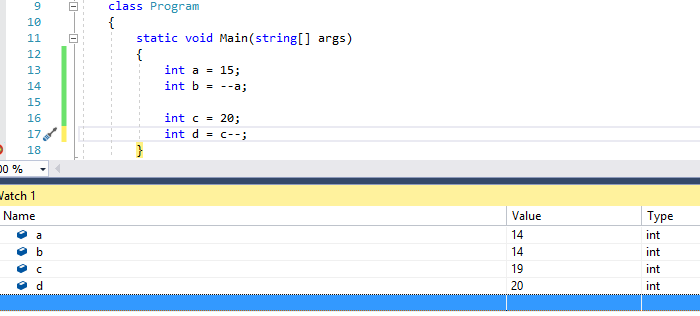 9 class Program
10 {
11 static void Main(string[] args)
12 {
13 int a = 15;
14 int b = --a;
15
16 int c = 20;
17 int d = c--;
18 }
00 %
Watch 1
Name Value Type
a 14 int
b 14 int
c 19 int
d 20 int